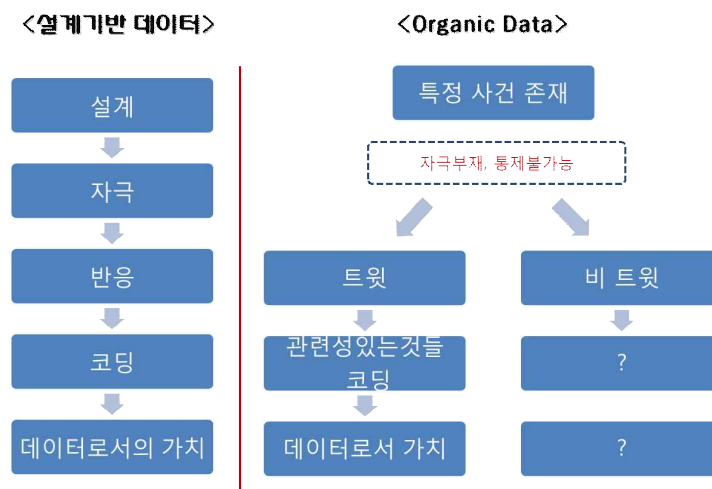 <설계기반 데이터>
설계
자극
반응
코딩
데이터로서의 가치
<Organic Data>
특정 사건 존재
자극부재, 통제불가능
트윗
관련성있는것들
코딩
데이터로서 가치
비 트윗
?
?